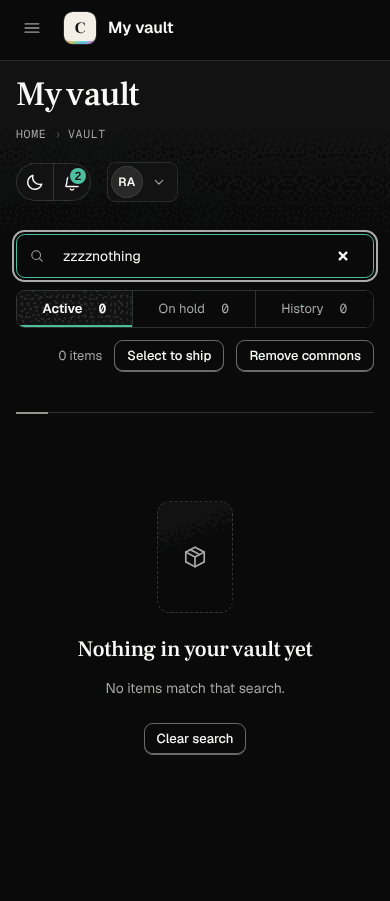 C My vault
My vault
HOME › VAULT
2
RA
zzzznothing ×
Active 0 On hold 0 History 0
0 items Select to ship Remove commons
Nothing in your vault yet
No items match that search.
Clear search